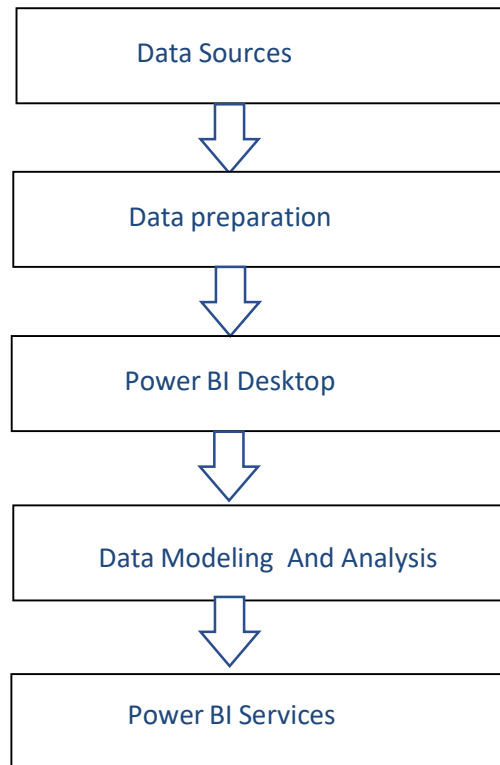 Data Sources
Data preparation
Power BI Desktop
Data Modeling  And Analysis
Power BI Services